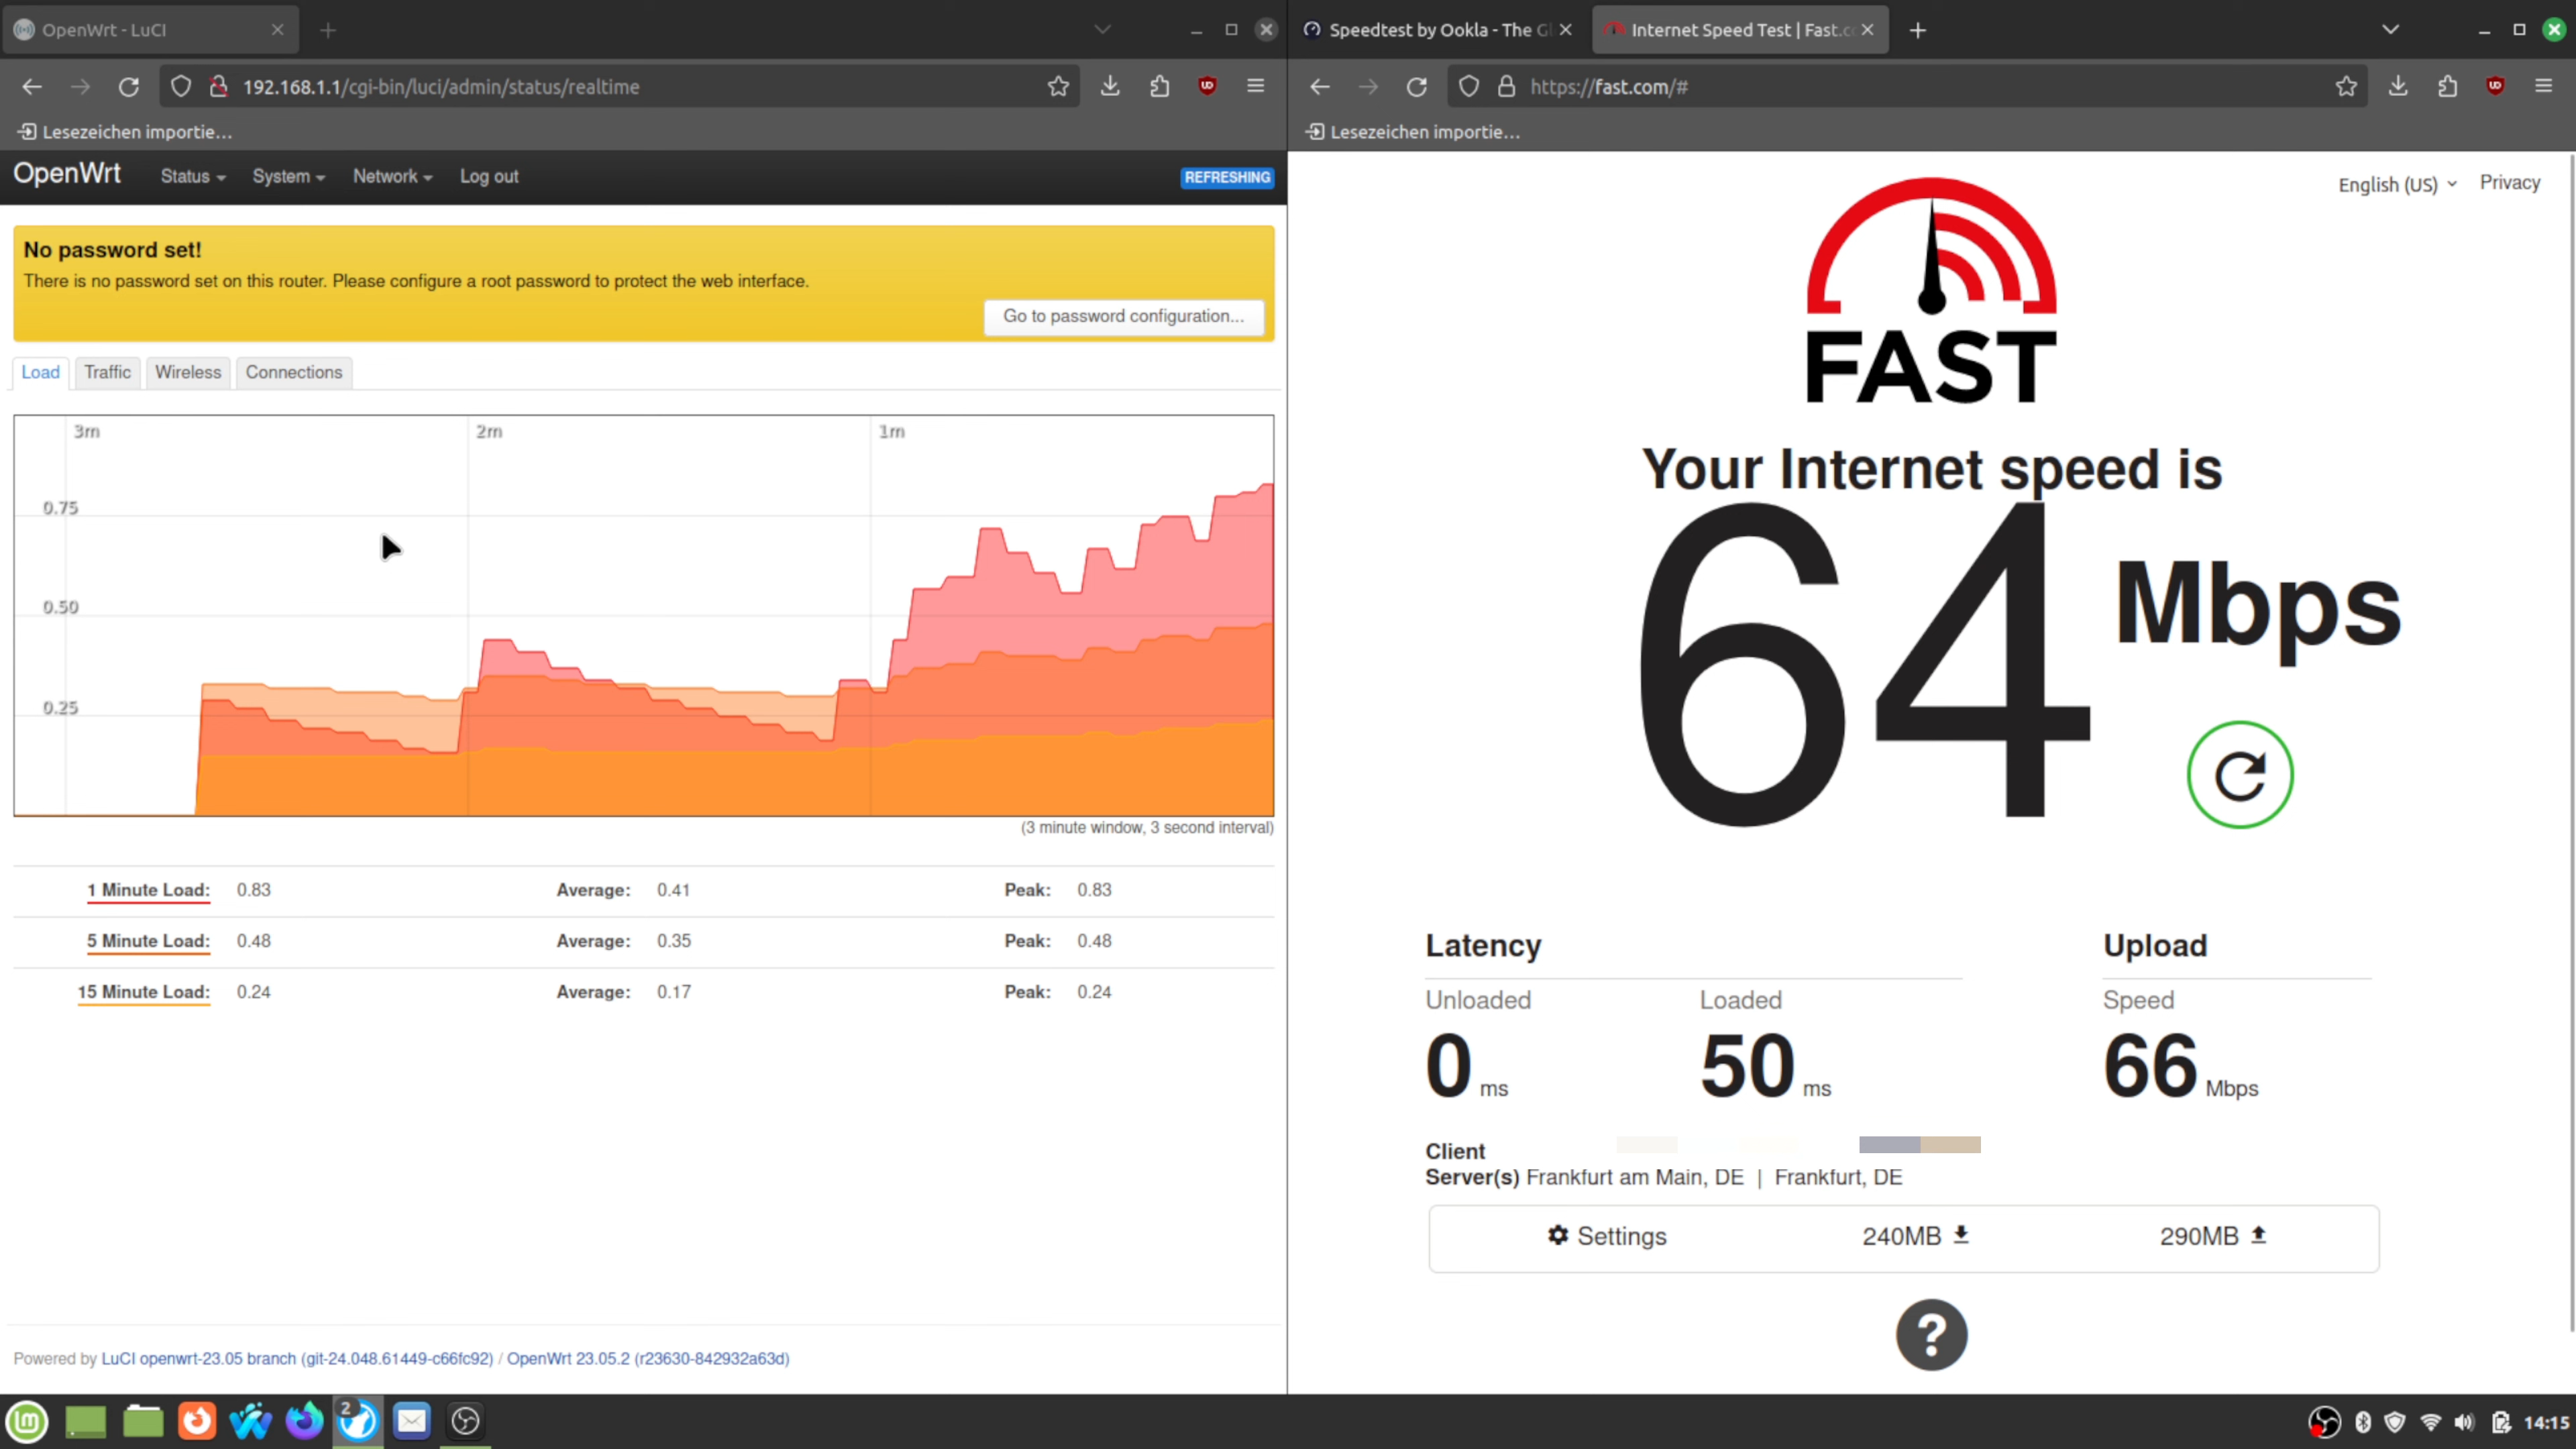 OpenWrt - LuCI
192.168.1.1/cgi-bin/luci/admin/status/realtime
Lesezeichen importie...
OpenWrt Status System Network Log out REFRESHING
No password set!
There is no password set on this router. Please configure a root password to protect the web interface.
Go to password configuration...
Load Traffic Wireless Connections
3m 2m 1m
0.75
0.50
0.25
(3 minute window, 3 second interval)
1 Minute Load: 0.83 Average: 0.41 Peak: 0.83
5 Minute Load: 0.48 Average: 0.35 Peak: 0.48
15 Minute Load: 0.24 Average: 0.17 Peak: 0.24
Powered by LuCI openwrt-23.05 branch (git-24.048.61449-c66fc92) / OpenWrt 23.05.2 (r23630-842932a63d)
Speedtest by Ookla - The Gl Internet Speed Test | Fast.c
https://fast.com/#
Lesezeichen importie...
English (US) Privacy
FAST
Your Internet speed is
64 Mbps
Latency Upload
Unloaded Loaded Speed
0 ms 50 ms 66 Mbps
Client
Server(s) Frankfurt am Main, DE | Frankfurt, DE
Settings 240MB 290MB
?
2
14:15